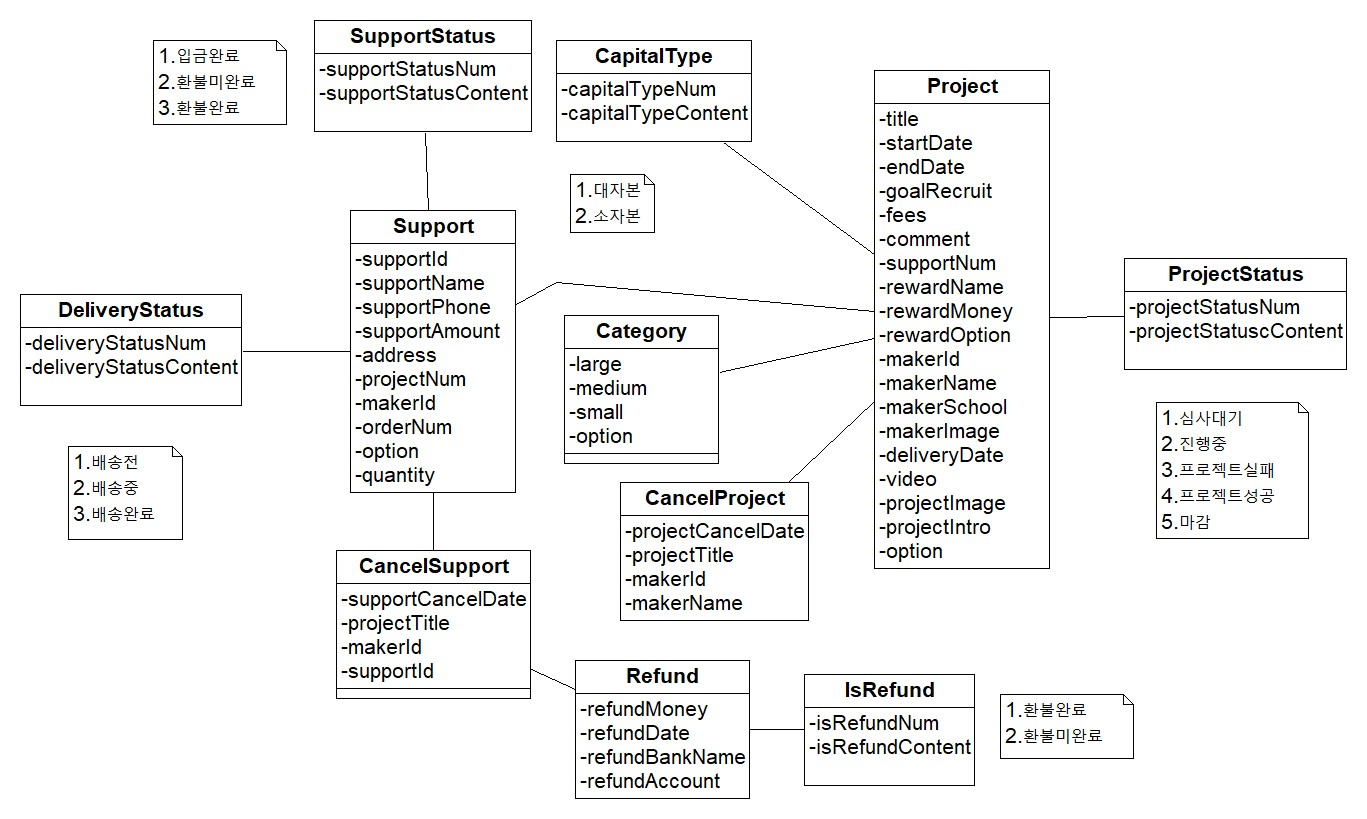 1.입금완료
2.환불미완료
3.환불완료
SupportStatus
-supportStatusNum
-supportStatusContent
CapitalType
-capitalTypeNum
-capitalTypeContent
1.대자본
2.소자본
Project
-title
-startDate
-endDate
-goalRecruit
-fees
-comment
-supportNum
-rewardName
-rewardMoney
-rewardOption
-makerId
-makerName
-makerSchool
-makerImage
-deliveryDate
-video
-projectImage
-projectIntro
-option
ProjectStatus
-projectStatusNum
-projectStatuscContent
1.심사대기
2.진행중
3.프로젝트실패
4.프로젝트성공
5.마감
Support
-supportId
-supportName
-supportPhone
-supportAmount
-address
-projectNum
-makerId
-orderNum
-option
-quantity
DeliveryStatus
-deliveryStatusNum
-deliveryStatusContent
1.배송전
2.배송중
3.배송완료
Category
-large
-medium
-small
-option
CancelProject
-projectCancelDate
-projectTitle
-makerId
-makerName
CancelSupport
-supportCancelDate
-projectTitle
-makerId
-supportId
Refund
-refundMoney
-refundDate
-refundBankName
-refundAccount
IsRefund
-isRefundNum
-isRefundContent
1.환불완료
2.환불미완료